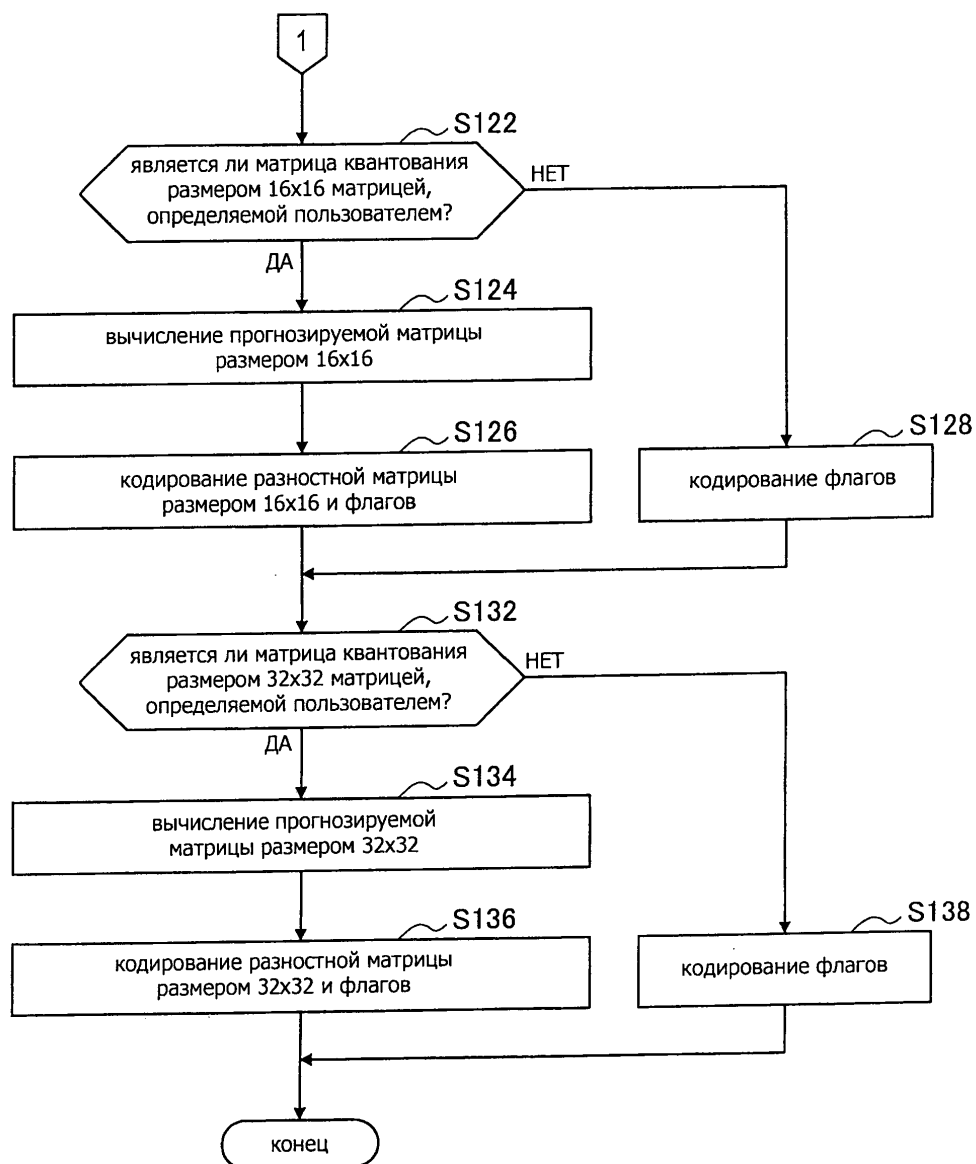 1
S122
является ли матрица квантования
размером 16x16 матрицей,
определяемой пользователем?
НЕТ
ДА
S124
вычисление прогнозируемой матрицы
размером 16x16
S126
кодирование разностной матрицы
размером 16x16 и флагов
S128
кодирование флагов
S132
является ли матрица квантования
размером 32x32 матрицей,
определяемой пользователем?
НЕТ
ДА
S134
вычисление прогнозируемой
матрицы размером 32x32
S136
кодирование разностной матрицы
размером 32x32 и флагов
S138
кодирование флагов
конец